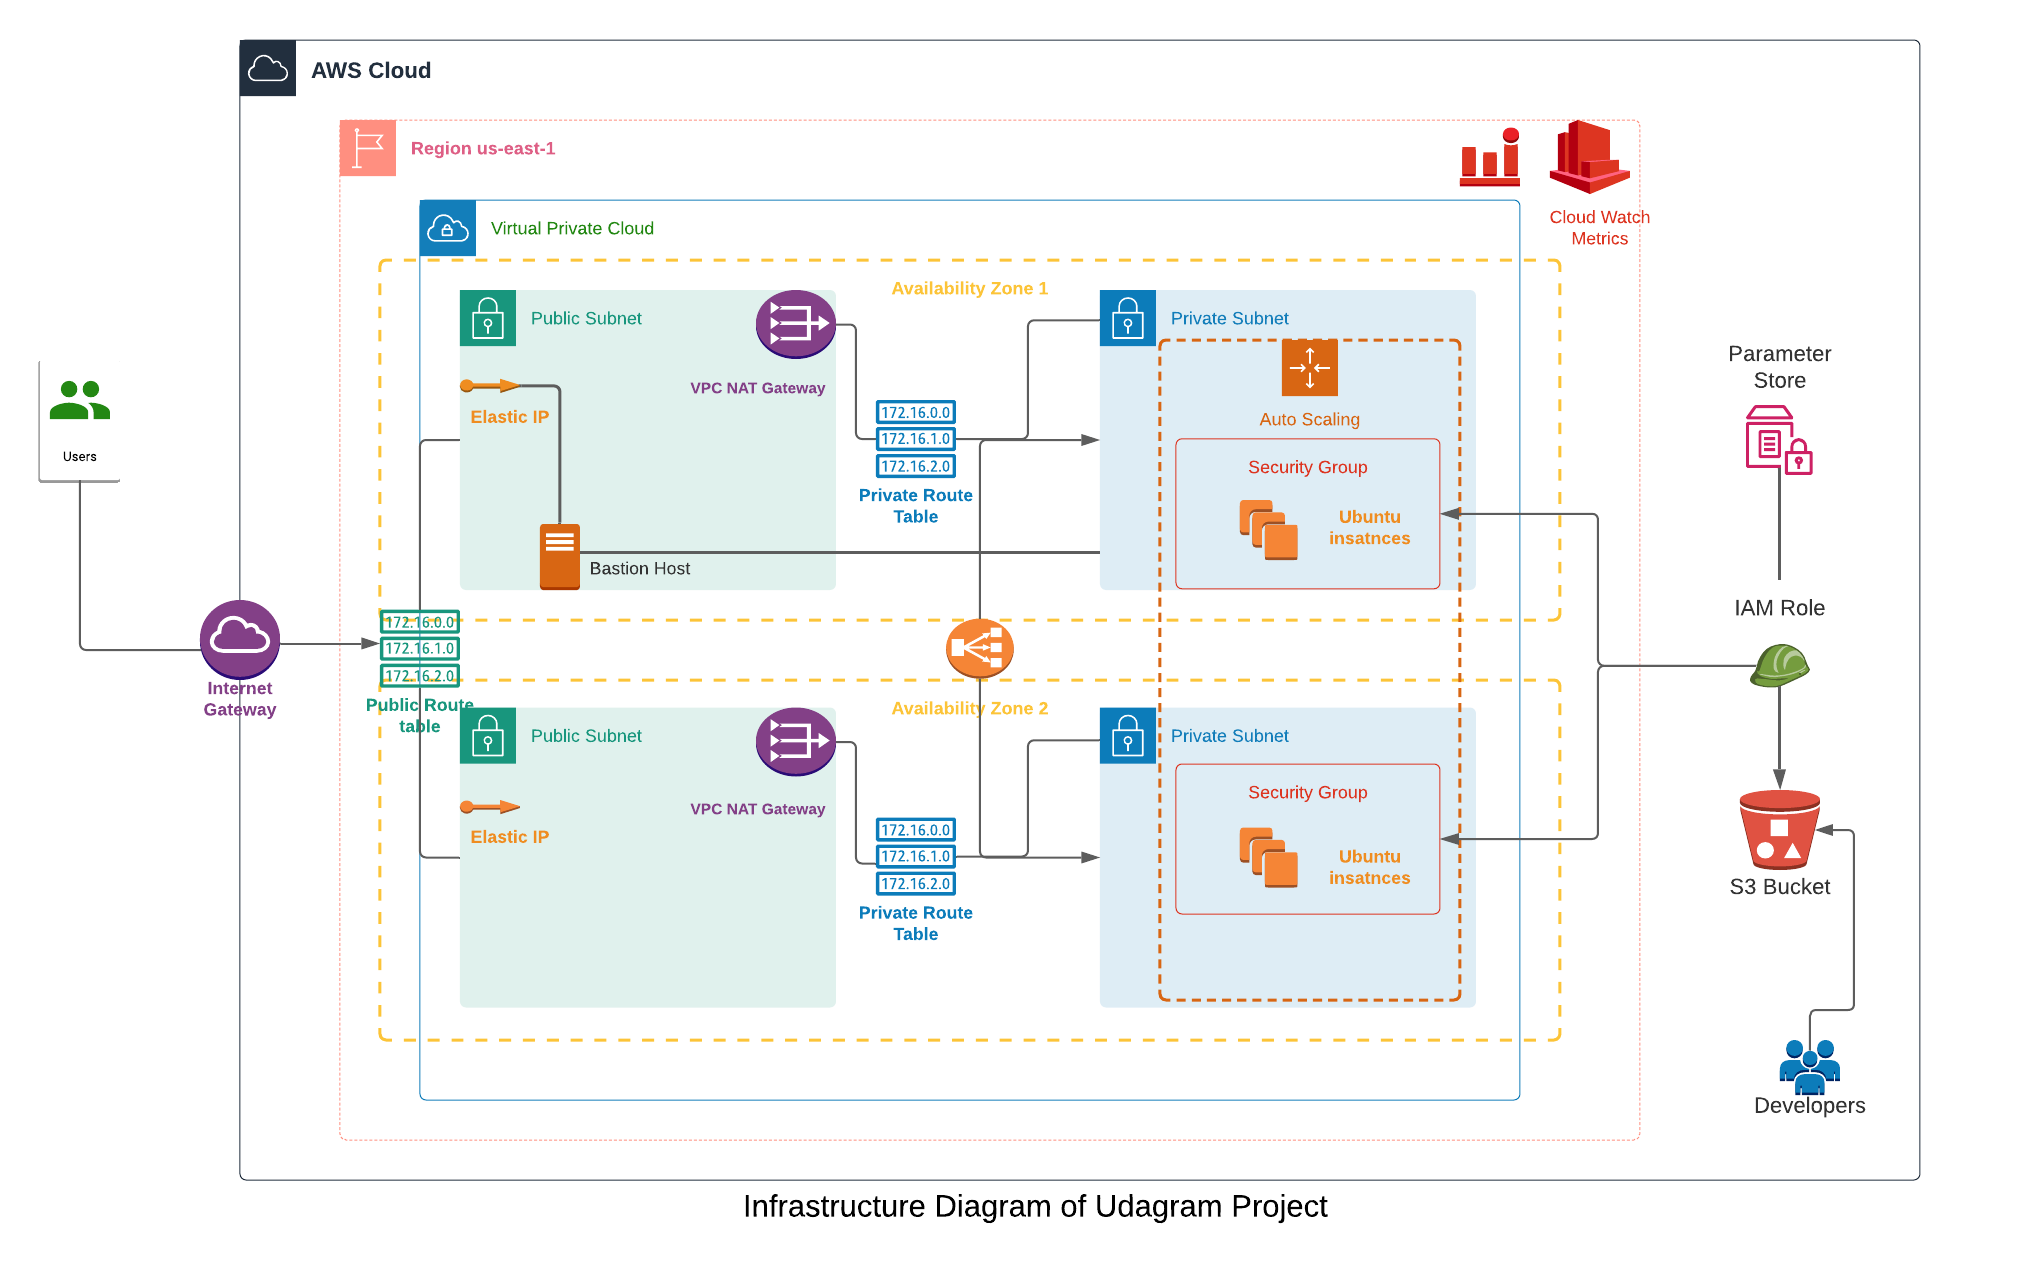 AWS Cloud
Region us-east-1
Cloud Watch
Metrics
Virtual Private Cloud
Availability Zone 1
Public Subnet
Private Subnet
VPC NAT Gateway
Elastic IP
172.16.0.0
172.16.1.0
172.16.2.0
Private Route
Table
Auto Scaling
Security Group
Ubuntu
insatnces
Bastion Host
Users
Internet
Gateway
172.16.0.0
172.16.1.0
172.16.2.0
Public Route
table
Availability Zone 2
Public Subnet
Private Subnet
VPC NAT Gateway
Elastic IP
172.16.0.0
172.16.1.0
172.16.2.0
Private Route
Table
Security Group
Ubuntu
insatnces
Parameter
Store
IAM Role
S3 Bucket
Developers
Infrastructure Diagram of Udagram Project